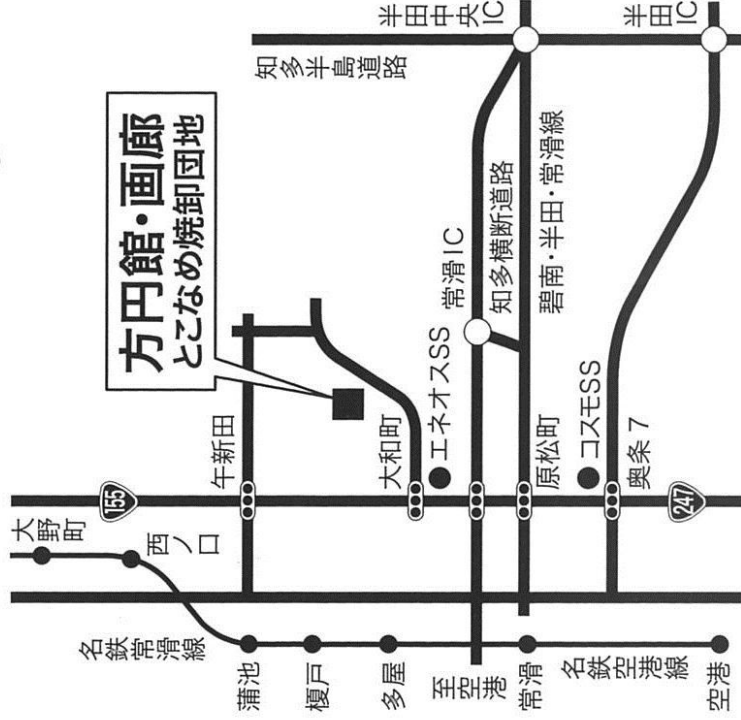 半田中央IC
半田IC
知多半島道路
方円館・画廊
とこなめ焼卸団地
常滑IC
知多横断道路
碧南・半田・常滑線
午新田
大和町
エネオスSS
原松町
コスモSS
奥条7
155
247
大野町
西ノ口
名鉄常滑線
蒲池
榎戸
多屋
至空港
常滑
名鉄空港線
空港